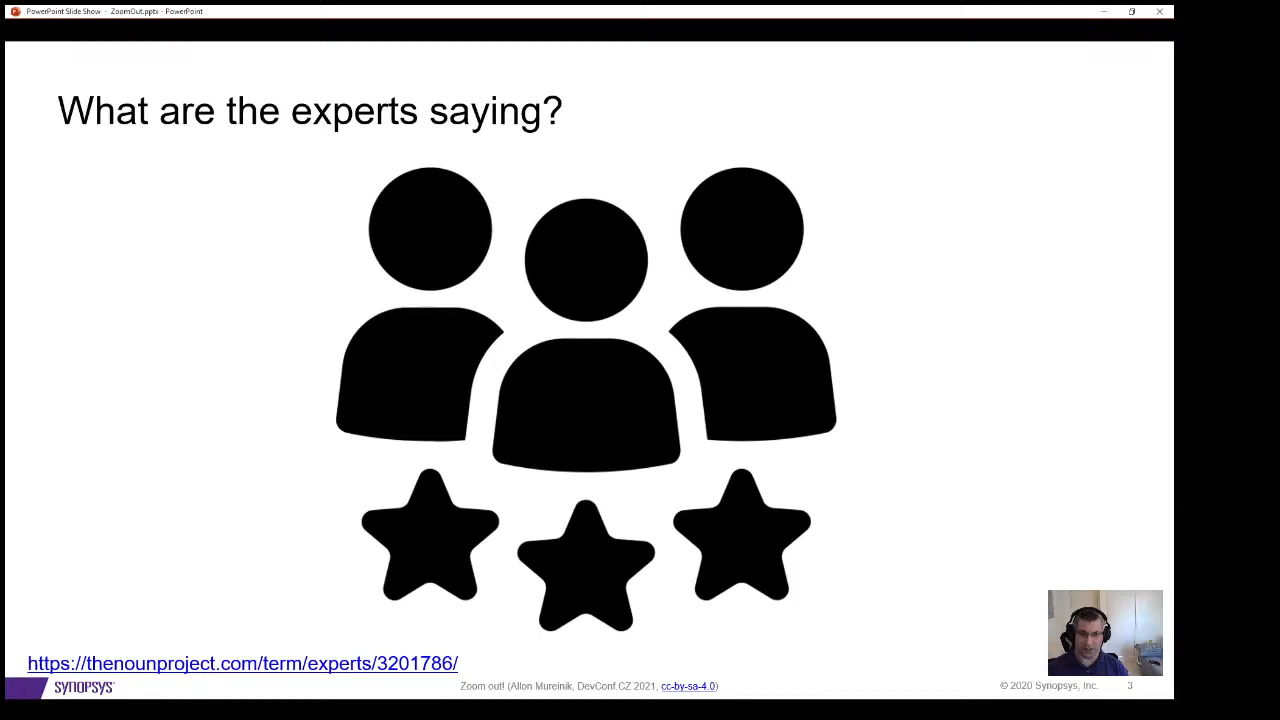 PowerPoint Slide Show - ZoomOut.pptx - PowerPoint
What are the experts saying?
https://thenounproject.com/term/experts/3201786/
SYNOPSYS®
Zoom out! (Allon Mureinik, DevConf.CZ 2021, cc-by-sa-4.0)
© 2020 Synopsys, Inc. 3